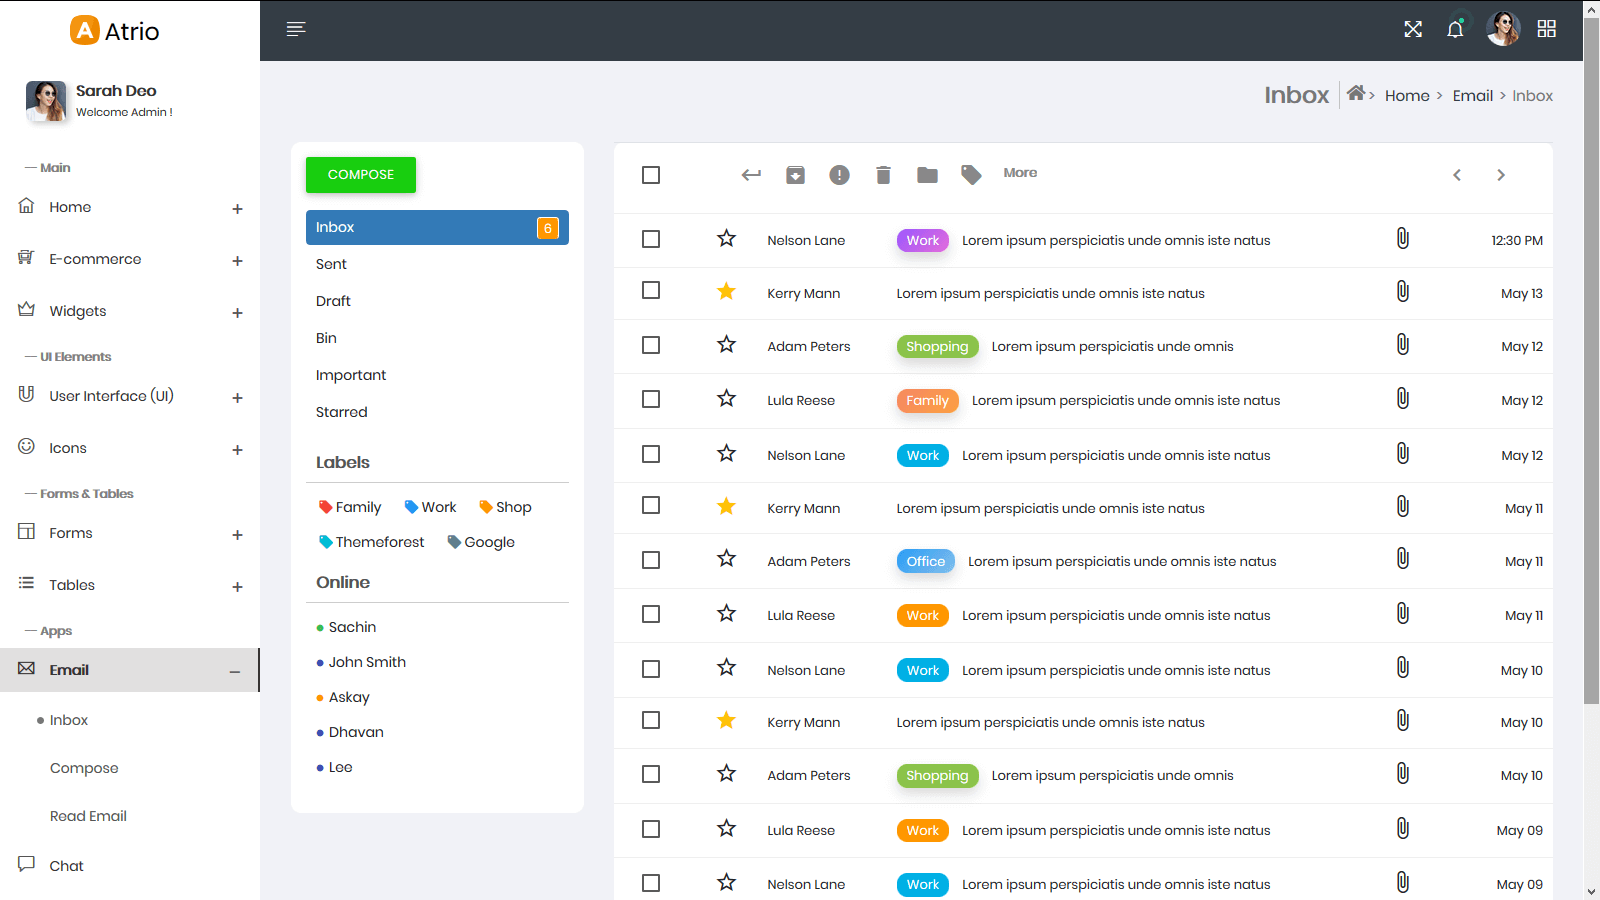 A Atrio
Sarah Deo
Welcome Admin !
Main
Home +
E-commerce +
Widgets +
UI Elements
User Interface (UI) +
Icons +
Forms & Tables
Forms +
Tables +
Apps
Email −
Inbox
Compose
Read Email
Chat
Inbox > Home > Email > Inbox
COMPOSE
Inbox 6
Sent
Draft
Bin
Important
Starred
Labels
Family Work Shop
Themeforest Google
Online
Sachin
John Smith
Askay
Dhavan
Lee
More
Nelson Lane Work Lorem ipsum perspiciatis unde omnis iste natus 12:30 PM
Kerry Mann Lorem ipsum perspiciatis unde omnis iste natus May 13
Adam Peters Shopping Lorem ipsum perspiciatis unde omnis May 12
Lula Reese Family Lorem ipsum perspiciatis unde omnis iste natus May 12
Nelson Lane Work Lorem ipsum perspiciatis unde omnis iste natus May 12
Kerry Mann Lorem ipsum perspiciatis unde omnis iste natus May 11
Adam Peters Office Lorem ipsum perspiciatis unde omnis iste natus May 11
Lula Reese Work Lorem ipsum perspiciatis unde omnis iste natus May 11
Nelson Lane Work Lorem ipsum perspiciatis unde omnis iste natus May 10
Kerry Mann Lorem ipsum perspiciatis unde omnis iste natus May 10
Adam Peters Shopping Lorem ipsum perspiciatis unde omnis May 10
Lula Reese Work Lorem ipsum perspiciatis unde omnis iste natus May 09
Nelson Lane Work Lorem ipsum perspiciatis unde omnis iste natus May 09